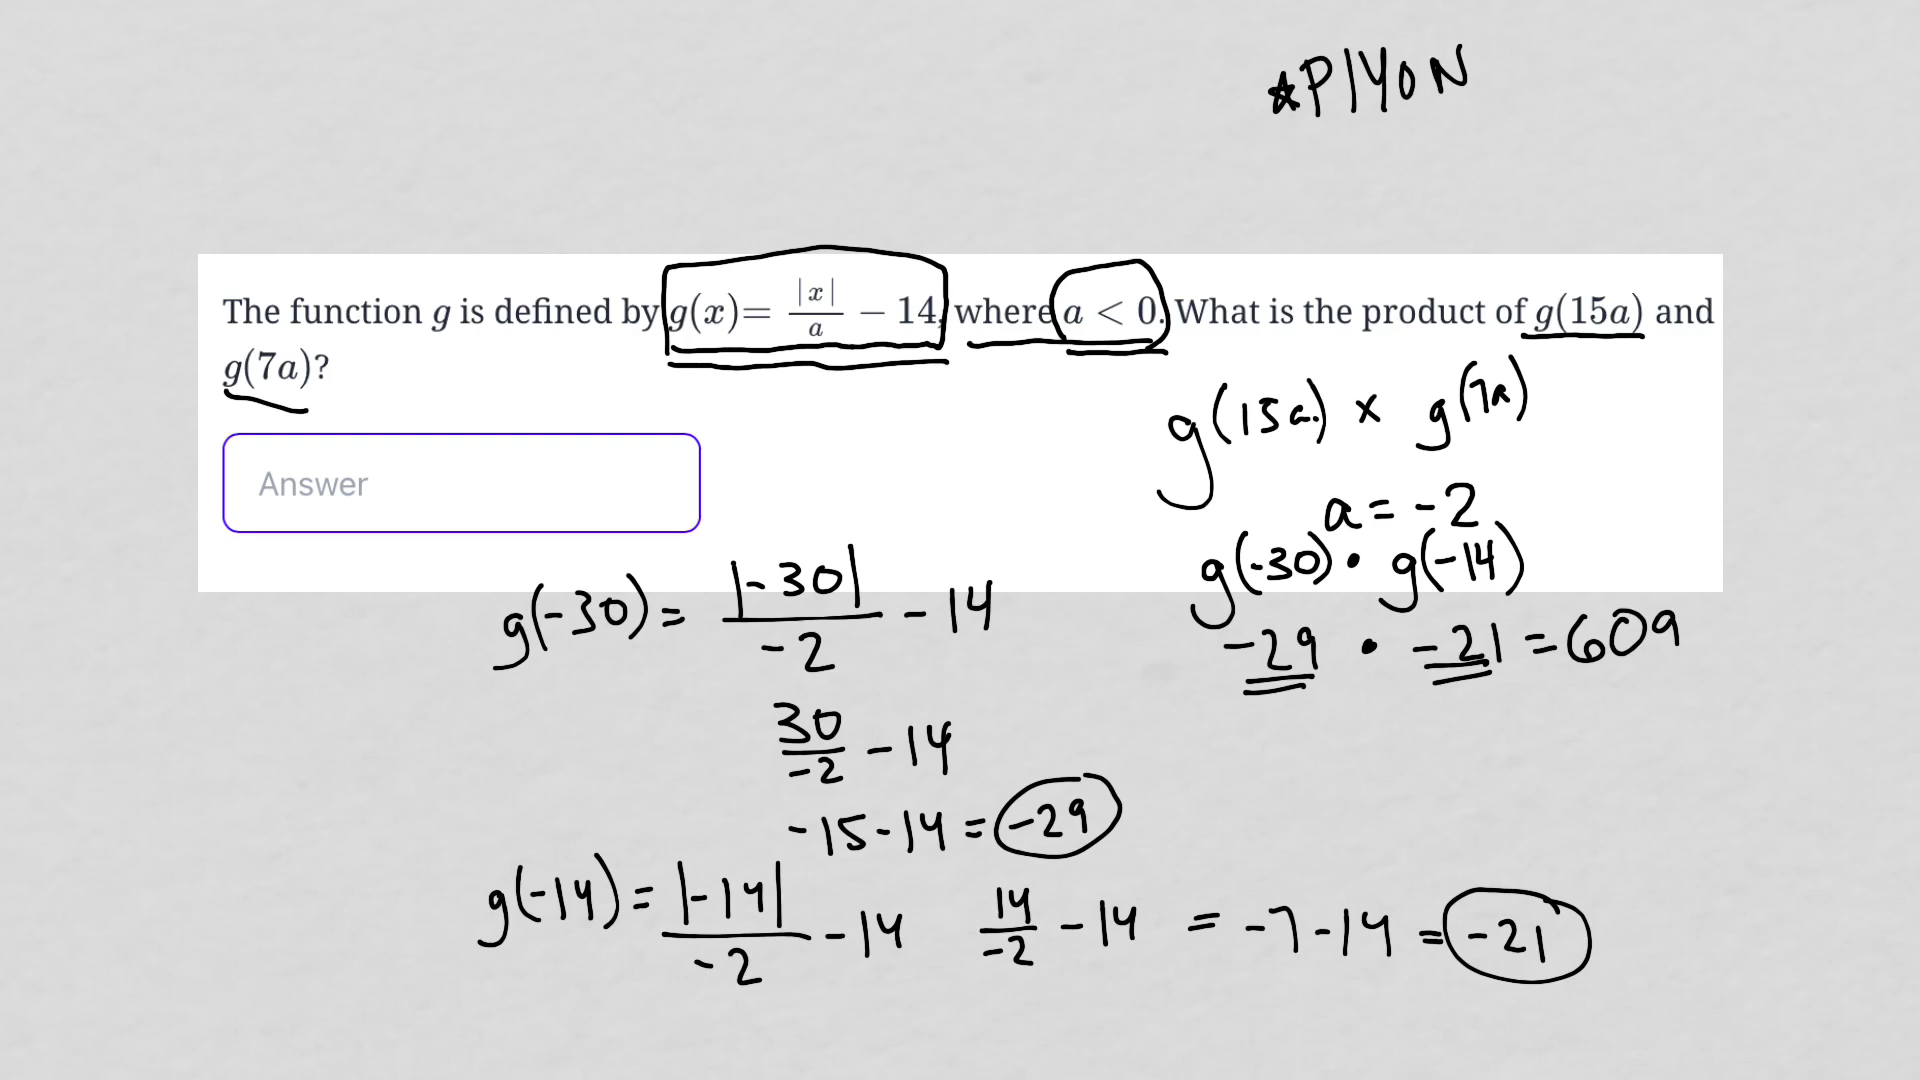 *PIYON
The function g is defined by g(x)= |x|/a − 14, where a < 0. What is the product of g(15a) and
g(7a)?
g(15a) x g(7a)
Answer
a = -2
g(-30) • g(-14)
g(-30) = |-30|/-2 - 14
-29 • -21 = 609
30/-2 - 14
-15-14 = -29
g(-14) = |-14|/-2 - 14 14/-2 - 14 = -7-14 = -21